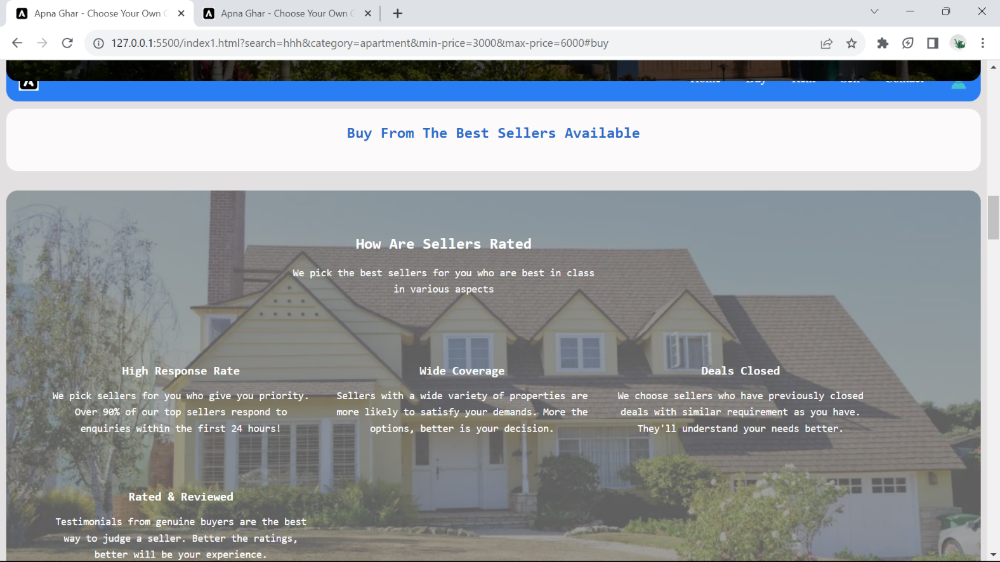 Apna Ghar - Choose Your Own G
Apna Ghar - Choose Your Own G
127.0.0.1:5500/index1.html?search=hhh&category=apartment&min-price=3000&max-price=6000#buy
Home Buy Rent Sell Contact
Buy From The Best Sellers Available
How Are Sellers Rated
We pick the best sellers for you who are best in class
in various aspects
High Response Rate
We pick sellers for you who give you priority.
Over 90% of our top sellers respond to
enquiries within the first 24 hours!
Wide Coverage
Sellers with a wide variety of properties are
more likely to satisfy your demands. More the
options, better is your decision.
Deals Closed
We choose sellers who have previously closed
deals with similar requirement as you have.
They'll understand your needs better.
Rated & Reviewed
Testimonials from genuine buyers are the best
way to judge a seller. Better the ratings,
better will be your experience.